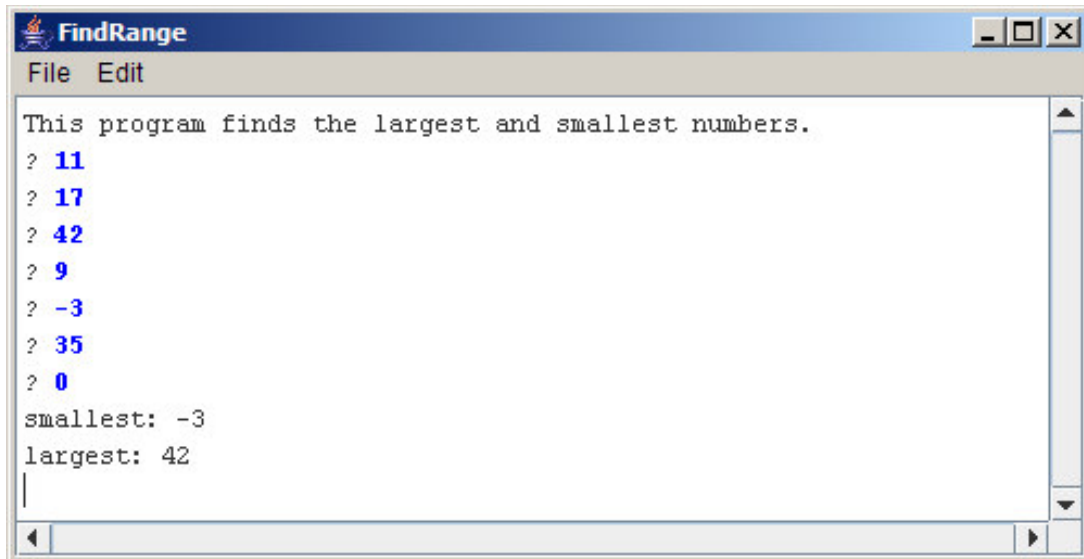 FindRange
File Edit
This program finds the largest and smallest numbers.
? 11
? 17
? 42
? 9
? -3
? 35
? 0
smallest: -3
largest: 42